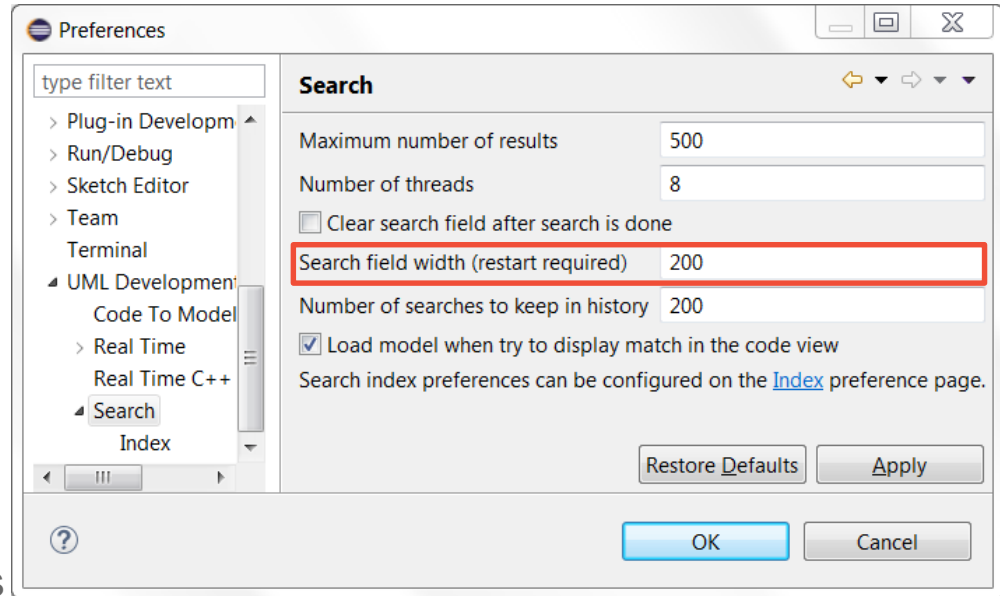 Preferences
type filter text
Plug-in Developm
Run/Debug
Sketch Editor
Team
Terminal
UML Development
Code To Model
Real Time
Real Time C++
Search
Index
Search
Maximum number of results 500
Number of threads 8
Clear search field after search is done
Search field width (restart required) 200
Number of searches to keep in history 200
Load model when try to display match in the code view
Search index preferences can be configured on the Index preference page.
Restore Defaults Apply
OK Cancel
s